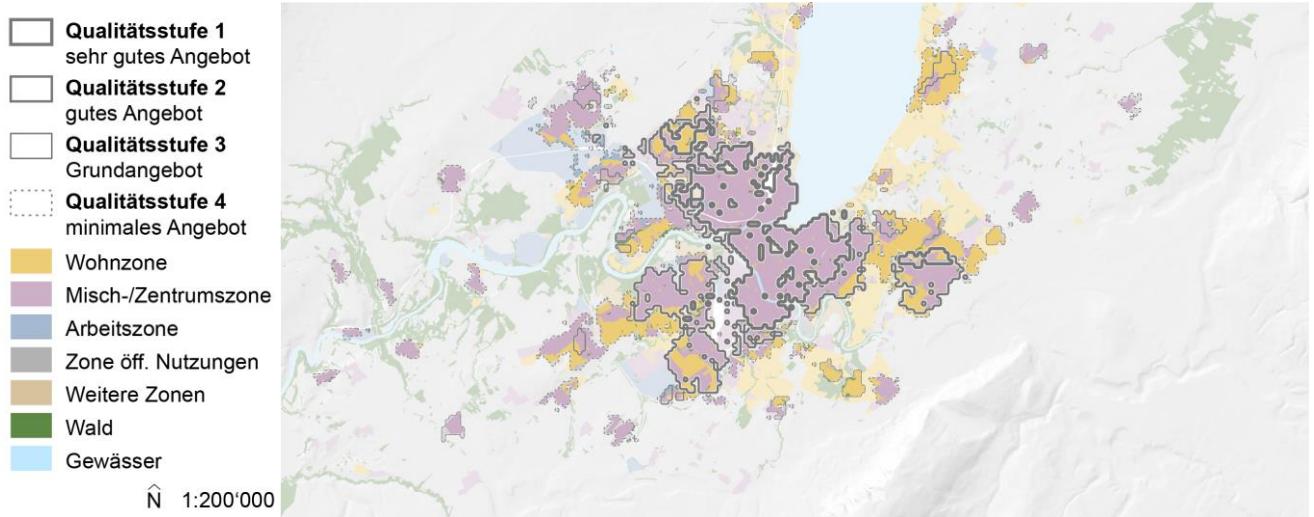 Qualitätsstufe 1
sehr gutes Angebot
Qualitätsstufe 2
gutes Angebot
Qualitätsstufe 3
Grundangebot
Qualitätsstufe 4
minimales Angebot
Wohnzone
Misch-/Zentrumszone
Arbeitszone
Zone öff. Nutzungen
Weitere Zonen
Wald
Gewässer
N̂ 1:200‘000